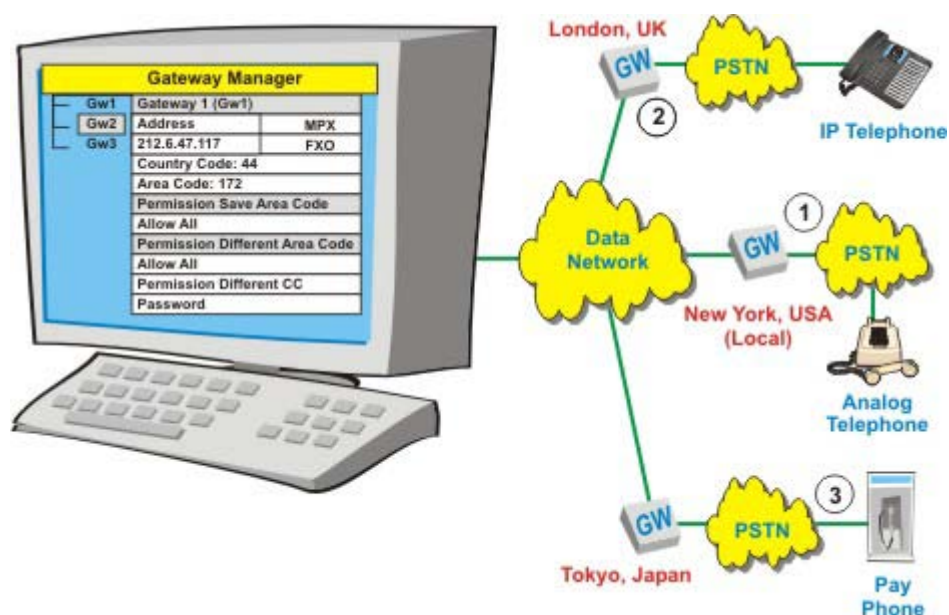 Gateway Manager
Gw1
Gw2
Gw3
Gateway 1 (Gw1)
Address MPX
212.6.47.117 FXO
Country Code: 44
Area Code: 172
Permission Save Area Code
Allow All
Permission Different Area Code
Allow All
Permission Different CC
Password
London, UK
GW
PSTN
2
IP Telephone
Data
Network
GW
1
PSTN
New York, USA
(Local)
Analog
Telephone
GW
Tokyo, Japan
PSTN
3
Pay
Phone